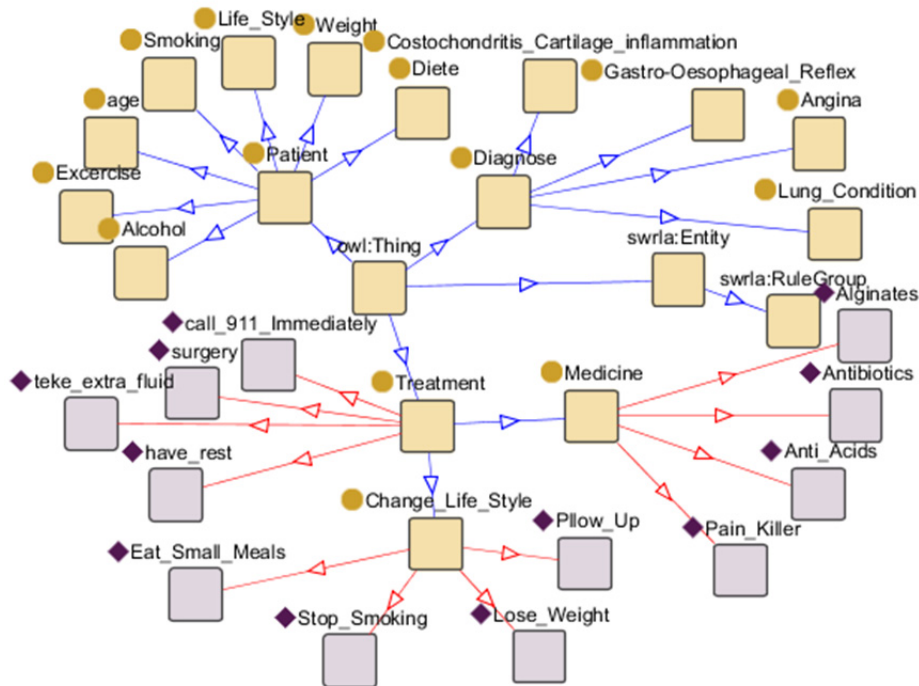 Life_Style
Weight
Smoking
Costochondritis_Cartilage_inflammation
Diete
Gastro-Oesophageal_Reflex
age
Angina
Patient
Diagnose
Excercise
Lung_Condition
Alcohol
owl:Thing
swrla:Entity
swrla:RuleGroup
Alginates
call_911_Immediately
surgery
teke_extra_fluid
Treatment
Medicine
Antibiotics
have_rest
Anti_Acids
Change_Life_Style
Pllow_Up
Pain_Killer
Eat_Small_Meals
Stop_Smoking
Lose_Weight